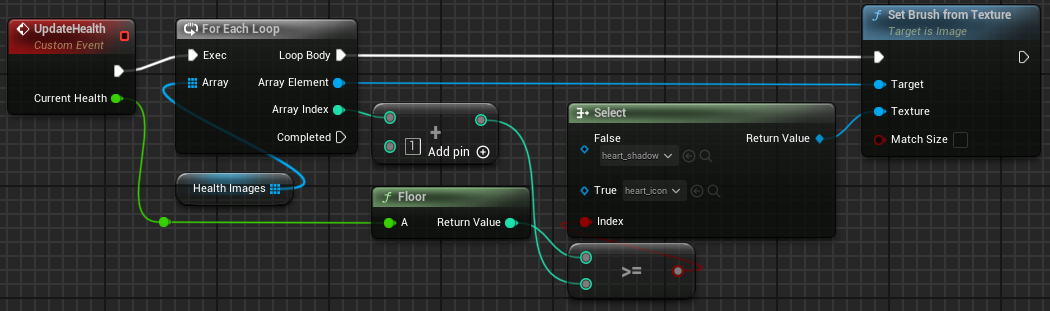 UpdateHealth
Custom Event
Current Health
For Each Loop
Exec
Loop Body
Array
Array Element
Array Index
Completed
Health Images
+
1
Add pin
f Floor
A
Return Value
Select
False
heart_shadow
Return Value
True
heart_icon
Index
>=
f Set Brush from Texture
Target is Image
Target
Texture
Match Size